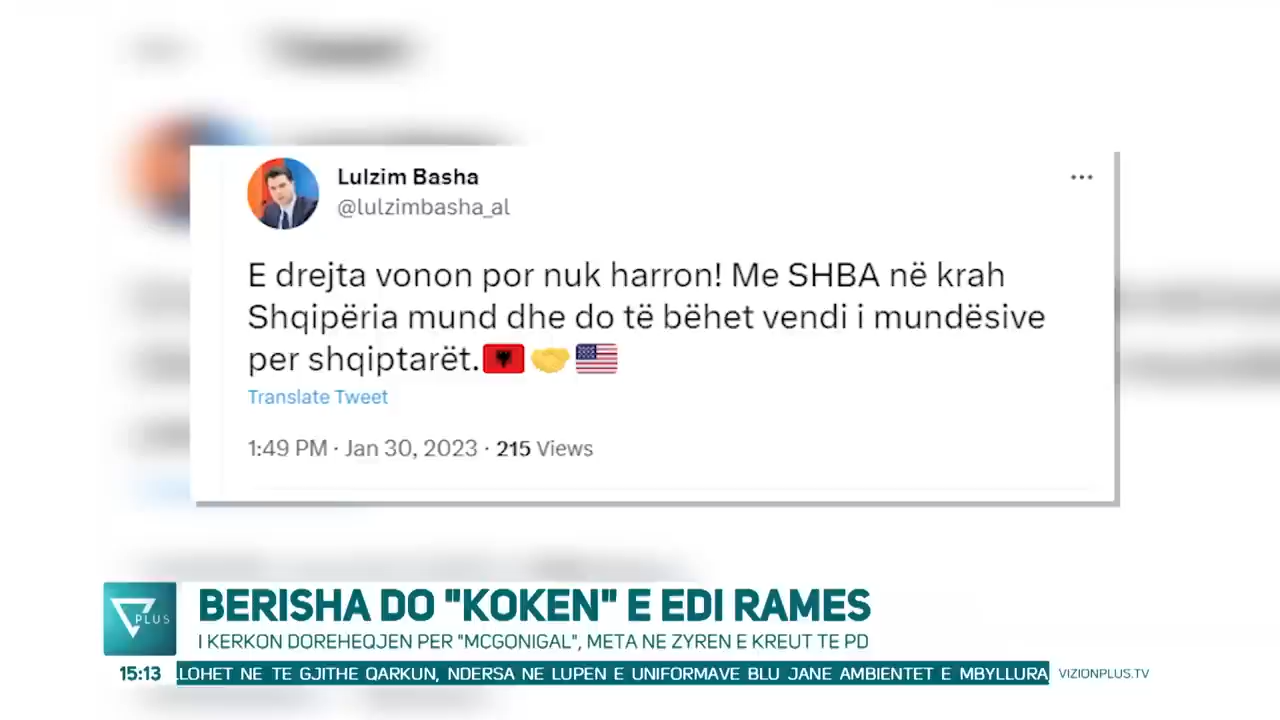 Lulzim Basha
@lulzimbasha_al
E drejta vonon por nuk harron! Me SHBA në krah
Shqipëria mund dhe do të bëhet vendi i mundësive
per shqiptarët.🇦🇱🤝🇺🇸
Translate Tweet
1:49 PM · Jan 30, 2023 · 215 Views
PLUS
BERISHA DO "KOKEN" E EDI RAMES
I KERKON DOREHEQJEN PER "MCGONIGAL", META NE ZYREN E KREUT TE PD
15:13 LOHET NE TE GJITHE QARKUN, NDERSA NE LUPEN E UNIFORMAVE BLU JANE AMBIENTET E MBYLLURA VIZIONPLUS.TV